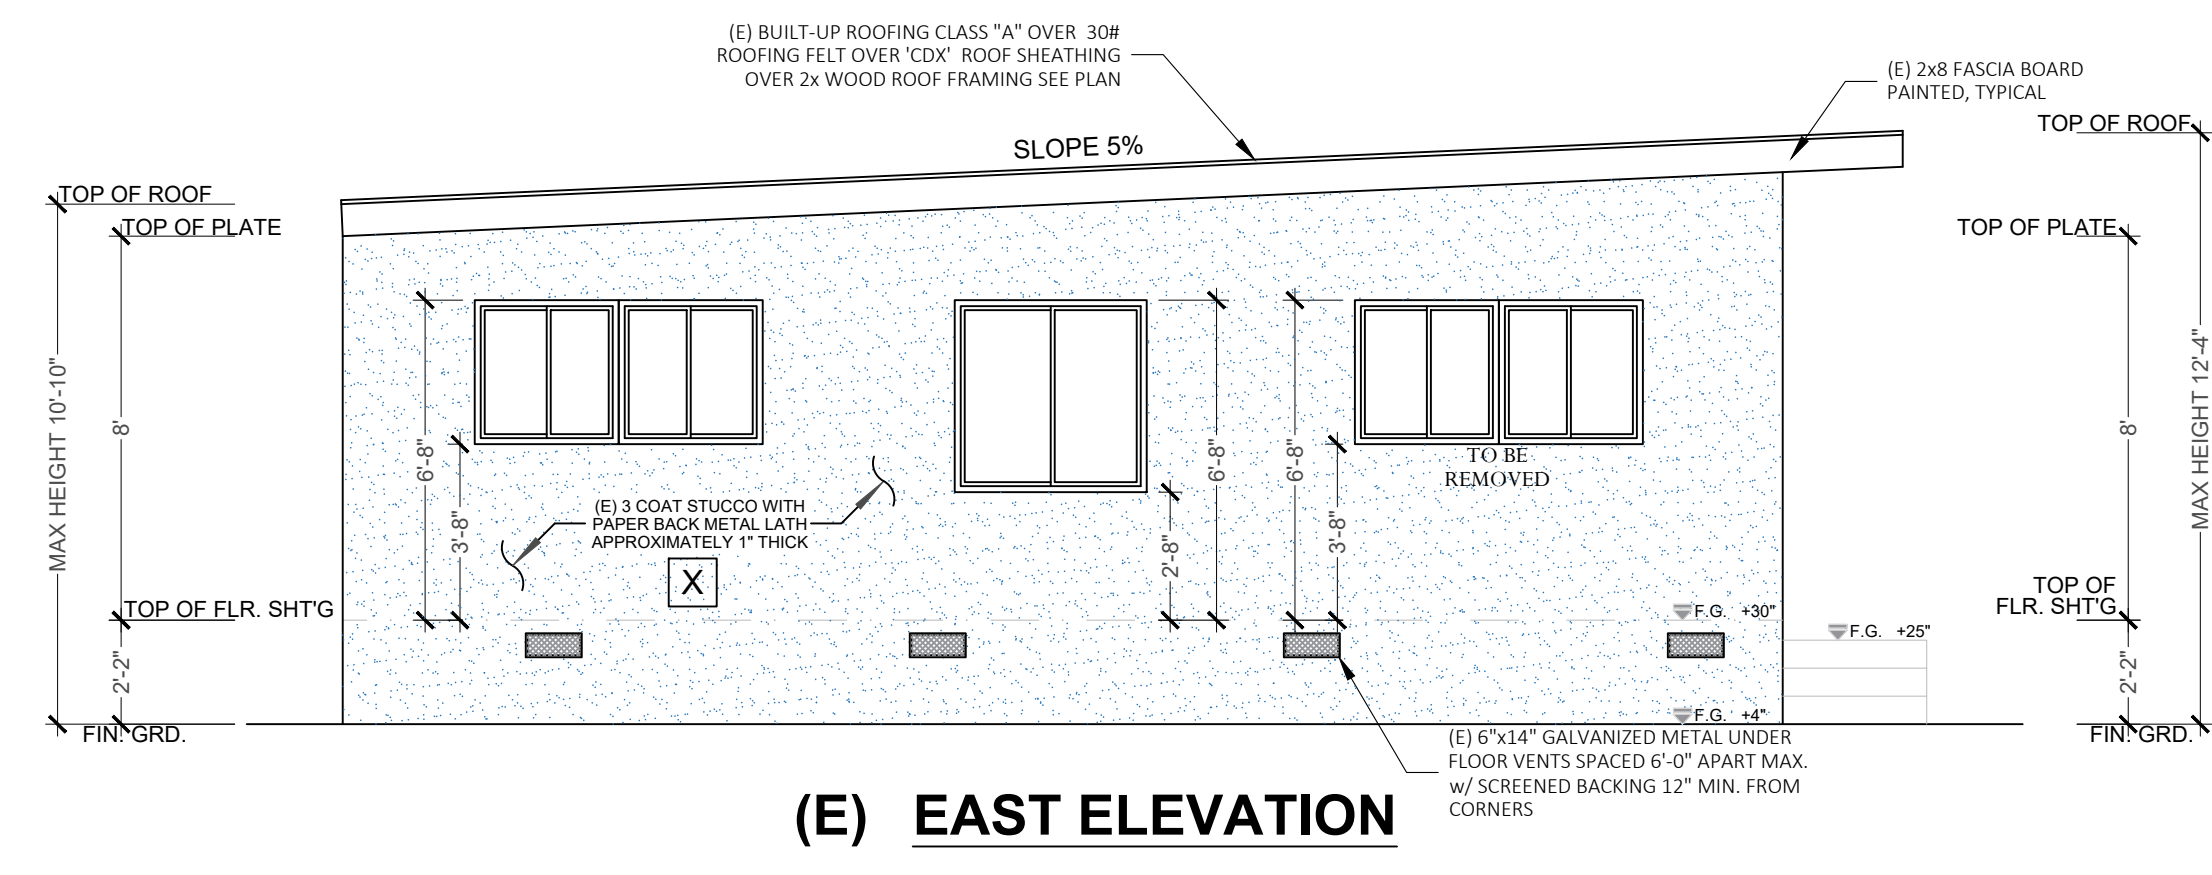 (E) BUILT-UP ROOFING CLASS "A" OVER 30#
ROOFING FELT OVER 'CDX' ROOF SHEATHING
OVER 2x WOOD ROOF FRAMING SEE PLAN
(E) 2x8 FASCIA BOARD
PAINTED, TYPICAL
SLOPE 5%
TOP OF ROOF
TOP OF PLATE
MAX HEIGHT 10'-10"
8'
TOP OF FLR. SHT'G
2'-2"
FIN. GRD.
6'-8"
3'-8"
(E) 3 COAT STUCCO WITH
PAPER BACK METAL LATH
APPROXIMATELY 1" THICK
X
2'-8"
6'-8"
6'-8"
3'-8"
TO BE
REMOVED
F.G. +30"
F.G. +25"
F.G. +4"
TOP OF ROOF
TOP OF PLATE
MAX HEIGHT 12'-4"
8'
TOP OF
FLR. SHT'G
2'-2"
FIN. GRD.
(E) 6"x14" GALVANIZED METAL UNDER
FLOOR VENTS SPACED 6'-0" APART MAX.
w/ SCREENED BACKING 12" MIN. FROM
CORNERS
(E) EAST ELEVATION